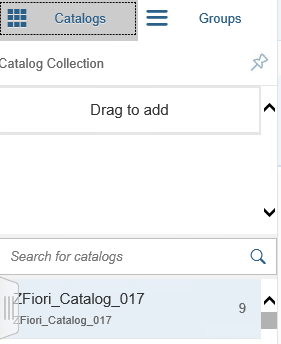 Catalogs Groups
Catalog Collection
Drag to add
Search for catalogs
ZFiori_Catalog_017 9
ZFiori_Catalog_017